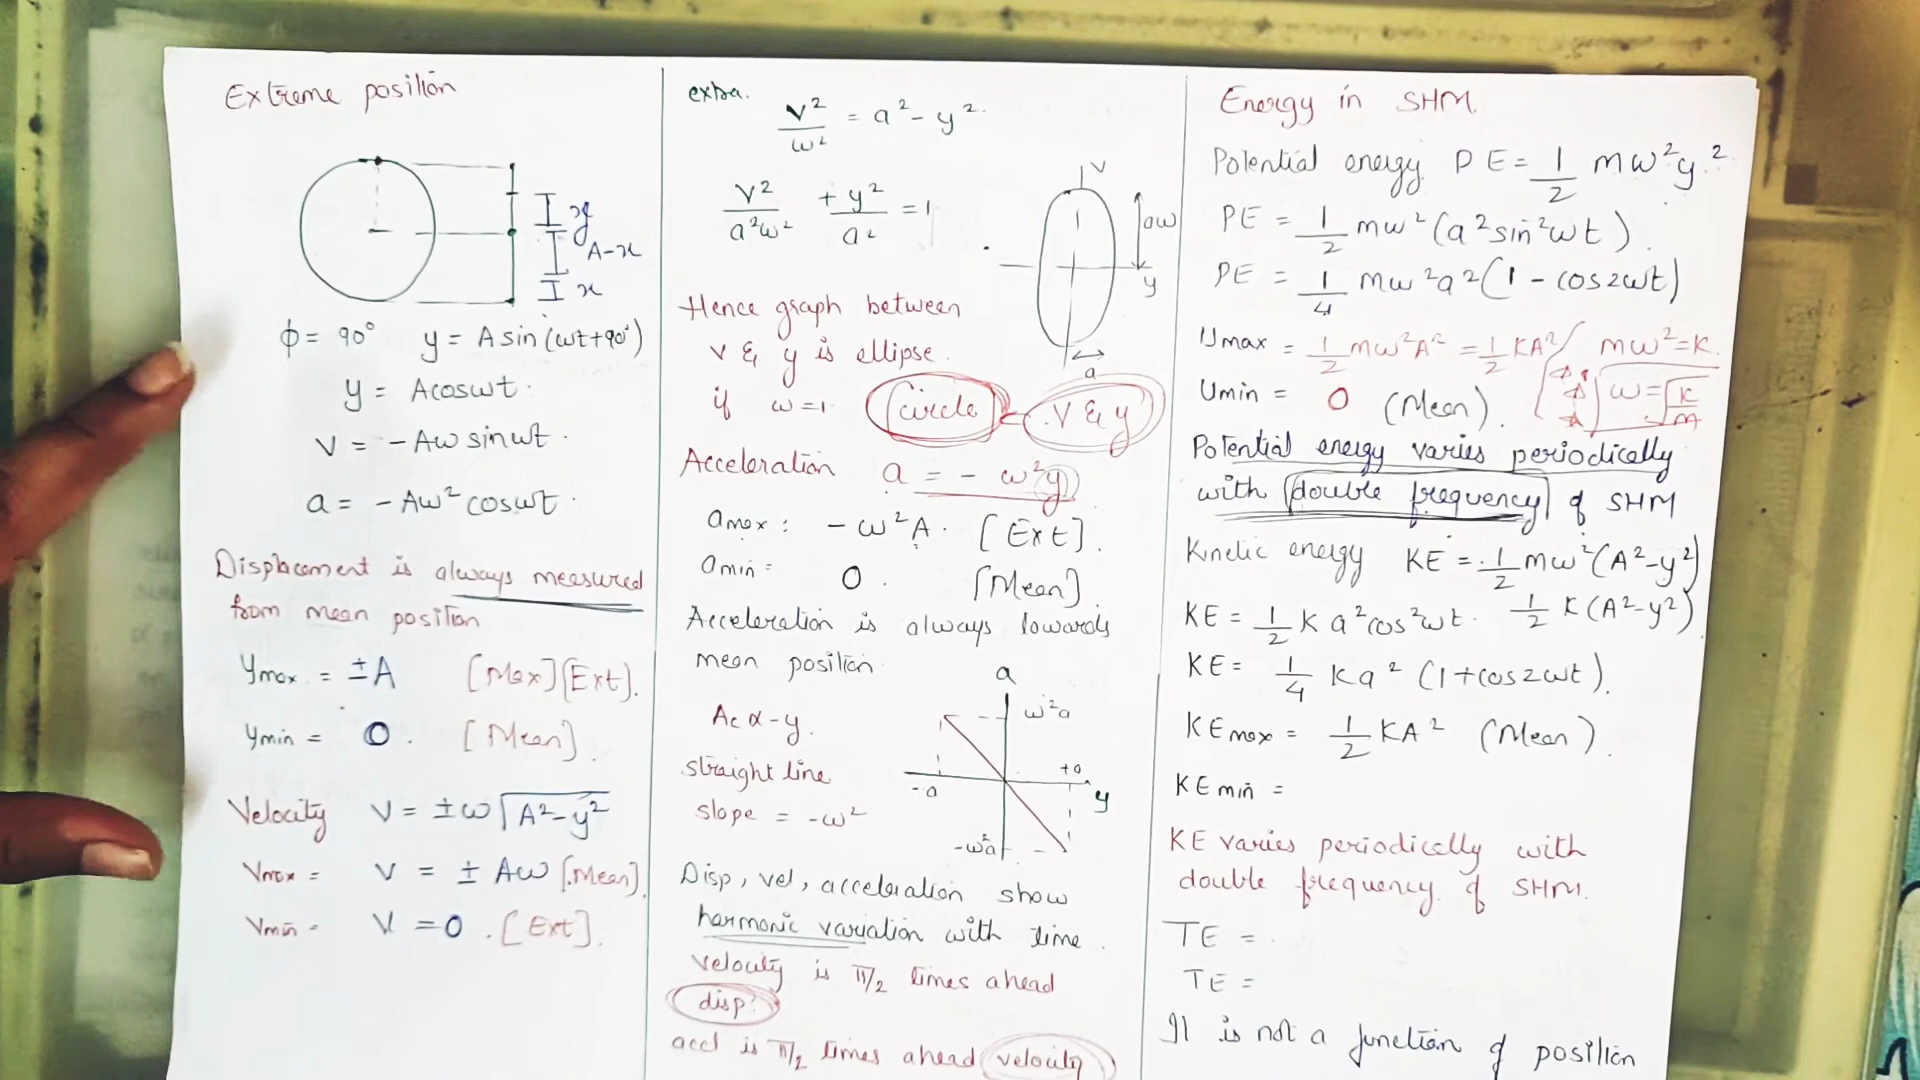 Extreme position
I y
A-x
I x
φ = 90° y = A sin (ωt+90°)
y = Acosωt.
v = -Aω sinωt.
a = -Aω² cosωt.
Displacement is always measured
from mean position
ymax = ±A [Max][Ext].
ymin = 0. [Mean].
Velocity v = ±ω√A²-y²
Vmax = V = ± Aω [Mean].
Vmin = V = 0. [Ext].
extra. v²/ω² = a² - y².
v²/a²ω² + y²/a² = 1
V
aω
y
a
Hence graph between
V & y is ellipse.
if ω=1 circle V & y
Acceleration a = - ω²y
amax: -ω²A. [Ext].
amin = 0. [Mean]
Acceleration is always towards
mean position
a
ω²a
Ac α -y.
straight line
-a +a y
slope = -ω²
-ω²a
Disp, vel, acceleration show
harmonic variation with time.
velocity is π/2 times ahead
disp.
accl is π/2 times ahead velocity
Energy in SHM.
Potential energy PE = 1/2 mω²y².
PE = 1/2 mω²(a²sin²ωt).
PE = 1/4 mω²a²(1 - cos2ωt)
Umax = 1/2 mω²A² = 1/2 KA² / mω²=K.
Umin = 0 (Mean). ω=√K/m
Potential energy varies periodically
with double frequency of SHM
Kinetic energy KE = 1/2 mω²(A²-y²)
KE = 1/2 K a²cos²ωt. 1/2 K(A²-y²)
KE = 1/4 Ka² (1+cos2ωt).
KEmax = 1/2 KA² (Mean).
KEmin =
KE varies periodically with
double frequency of SHM.
TE =
TE =
It is not a function of position